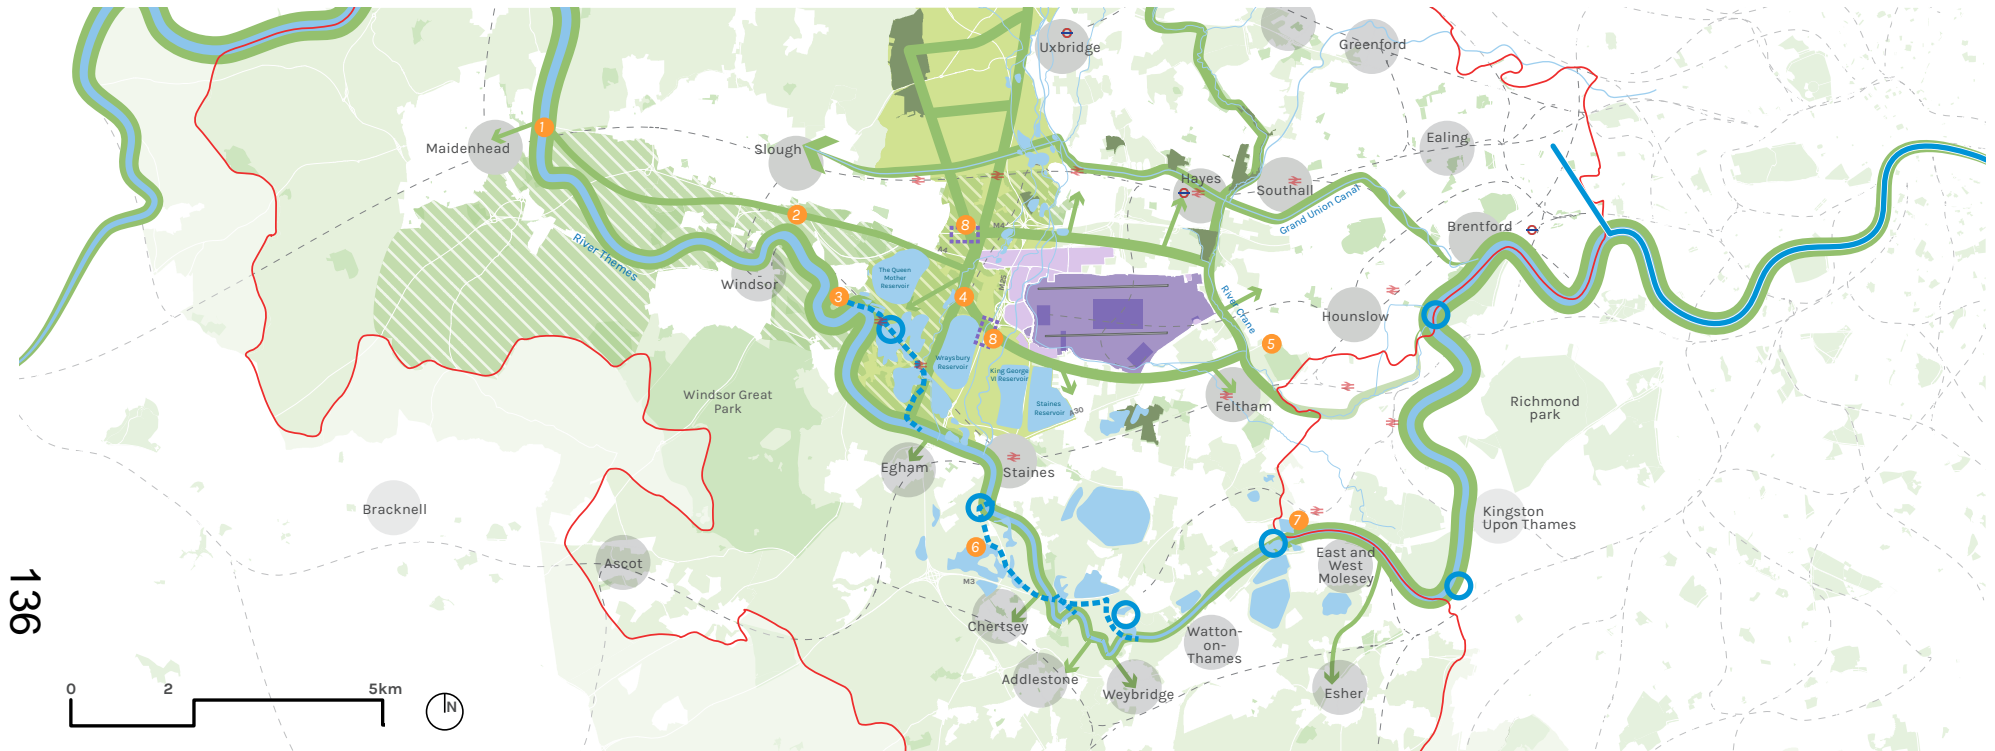 Uxbridge
Greenford
1
Maidenhead
Slough
Ealing
Hayes
Southall
Grand Union Canal
2
8
M4
Brentford
River Themes
A4
Windsor
The Queen
Mother
Reservoir
M25
3
4
River Crane
Hounslow
8
5
Wraysbury
Reservoir
King George
VI Reservoir
Windsor Great
Park
Staines
Reservoir
A30
Feltham
Richmond
park
Egham
Staines
Bracknell
7
Kingston
Upon Thames
6
East and
West
Molesey
Ascot
M3
136
Chertsey
Watton-
on-
Thames
Addlestone
Weybridge
Esher
0 2 5km
N